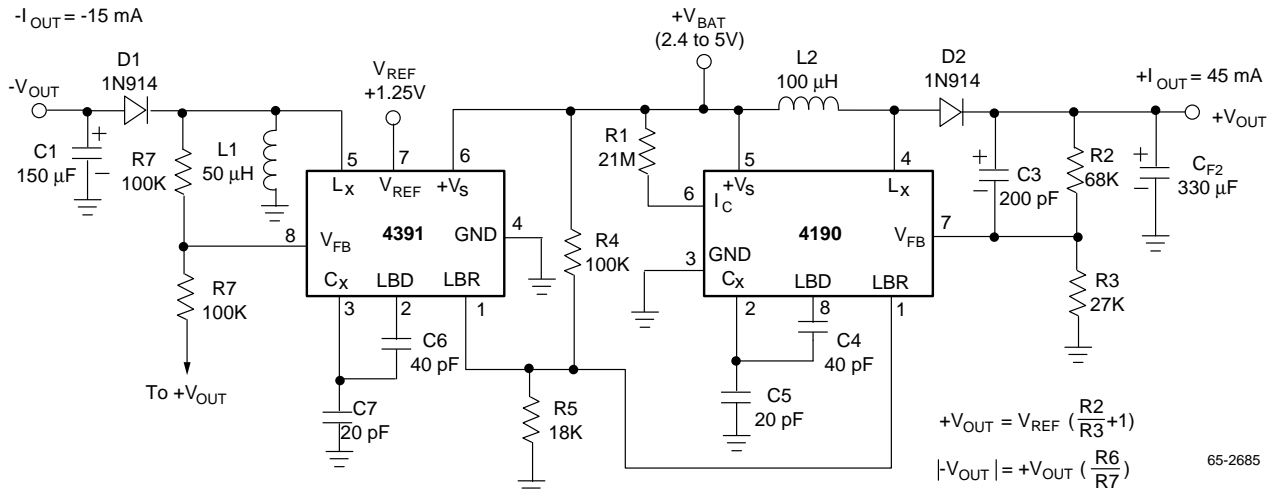 -I OUT = -15 mA
-V OUT
D1
1N914
C1
150 µF
+
-
R7
100K
L1
50 µH
R7
100K
To +V OUT
V REF
+1.25V
5
7
6
L X
V REF
+V S
8
V FB
4391
GND
4
C X
LBD
LBR
3
2
1
C6
40 pF
C7
20 pF
R4
100K
R5
18K
+V BAT
(2.4 to 5V)
R1
21M
L2
100 µH
D2
1N914
+I OUT = 45 mA
+V OUT
5
4
+V S
L X
6
I C
3
GND
4190
V FB
7
C X
LBD
LBR
2
8
1
C4
40 pF
C5
20 pF
+
-
C3
200 pF
R2
68K
+
-
C F2
330 µF
R3
27K
+V OUT = V REF ( R2/R3 +1)
|-V OUT | = +V OUT ( R6/R7 )
65-2685